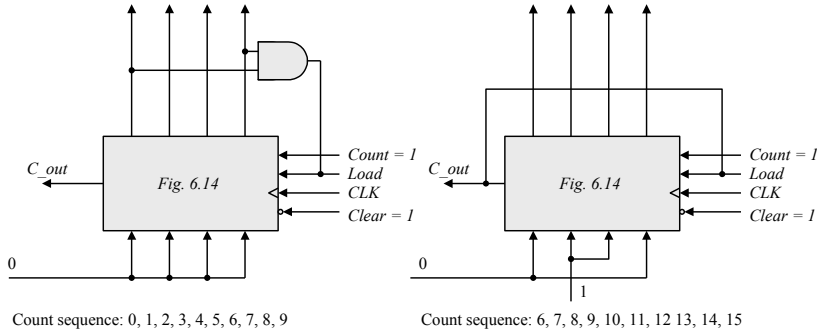 C_out
Fig. 6.14
Count = 1
Load
CLK
Clear = 1
0
Count sequence: 0, 1, 2, 3, 4, 5, 6, 7, 8, 9
C_out
Fig. 6.14
Count = 1
Load
CLK
Clear = 1
0
1
Count sequence: 6, 7, 8, 9, 10, 11, 12 13, 14, 15